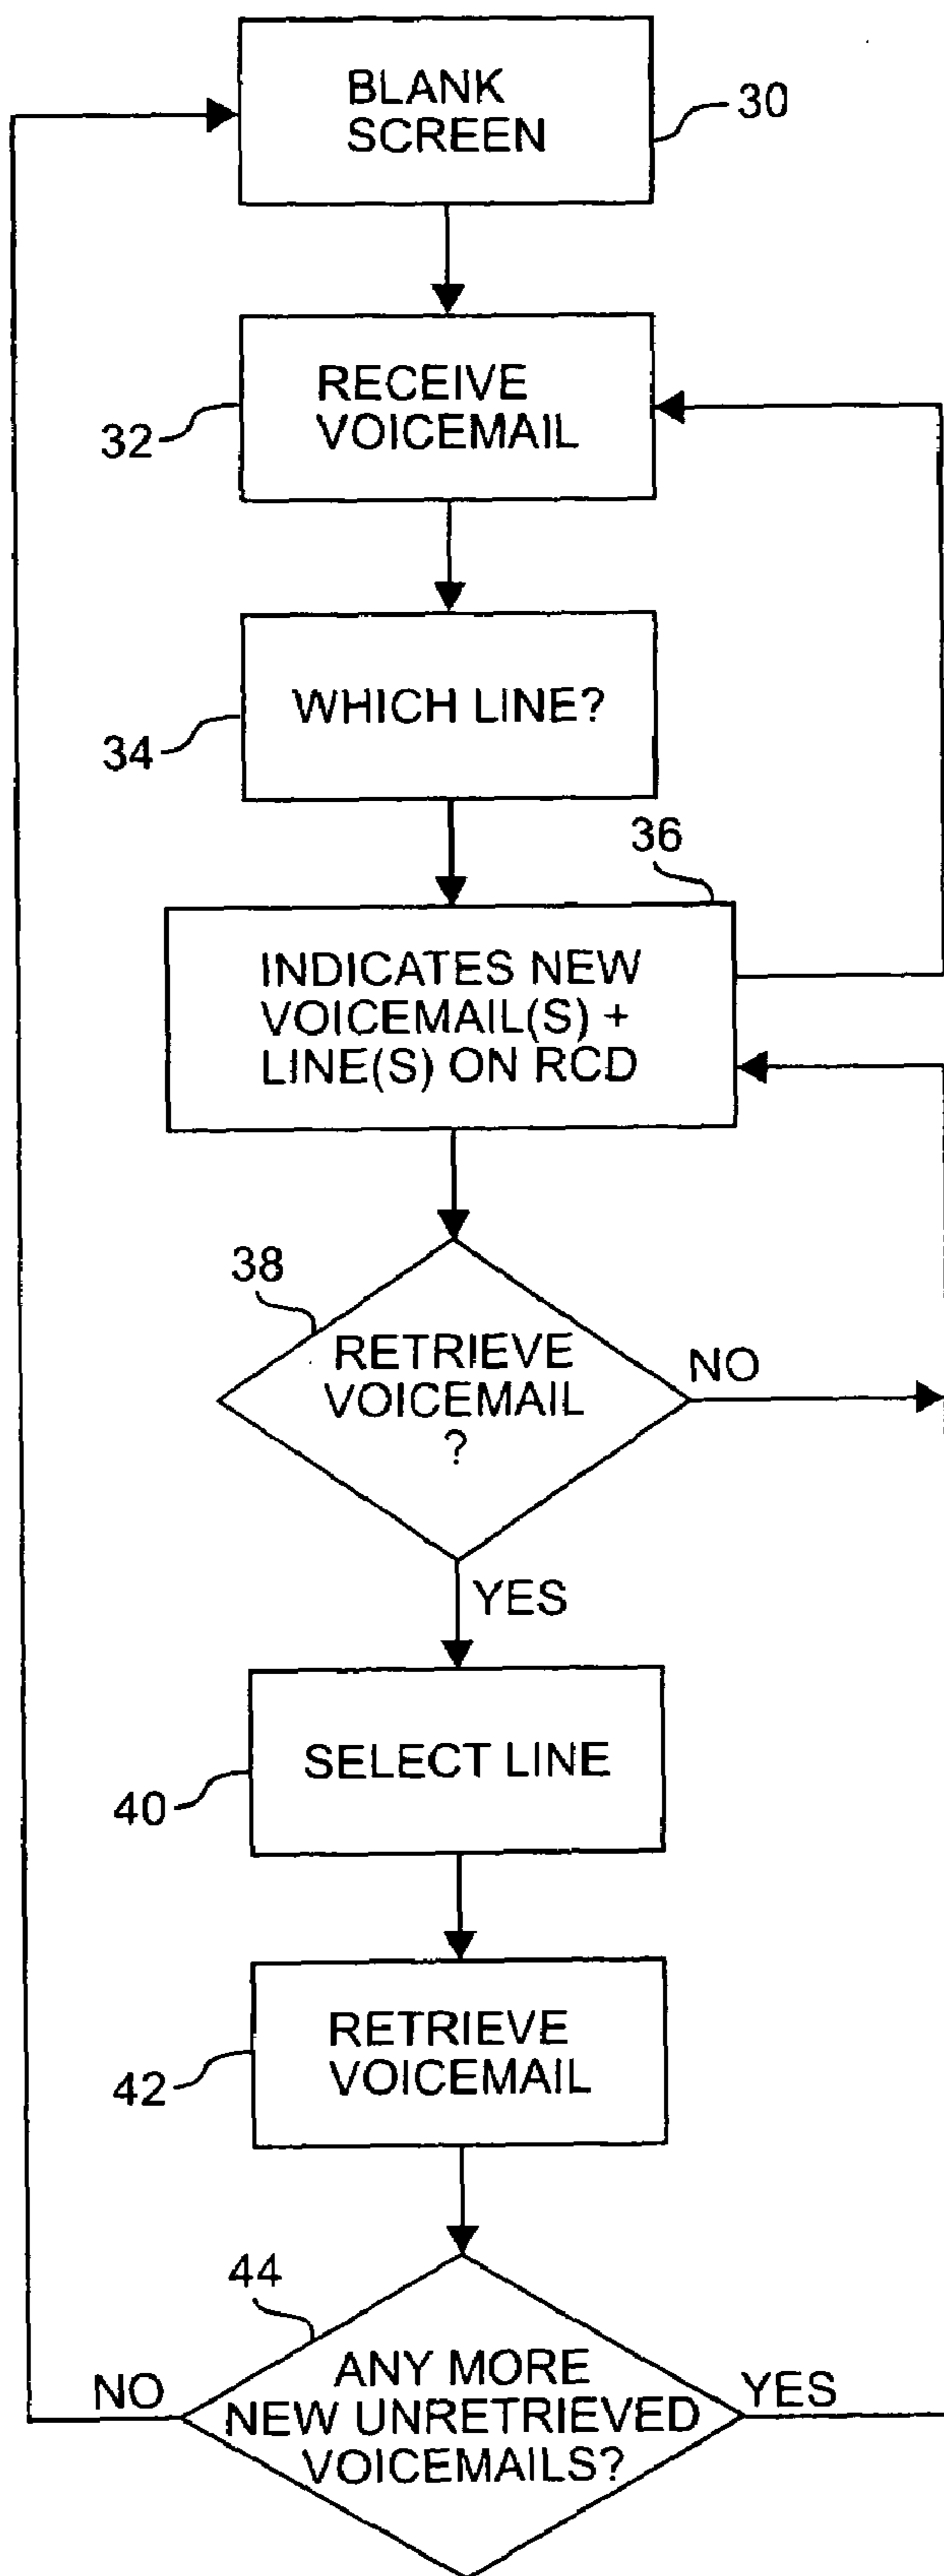 BLANK
SCREEN
30
RECEIVE
VOICEMAIL
32
WHICH LINE?
34
36
INDICATES NEW
VOICEMAIL(S) +
LINE(S) ON RCD
38
RETRIEVE
VOICEMAIL
?
NO
YES
SELECT LINE
40
RETRIEVE
VOICEMAIL
42
44
NO
ANY MORE
NEW UNRETRIEVED
VOICEMAILS?
YES